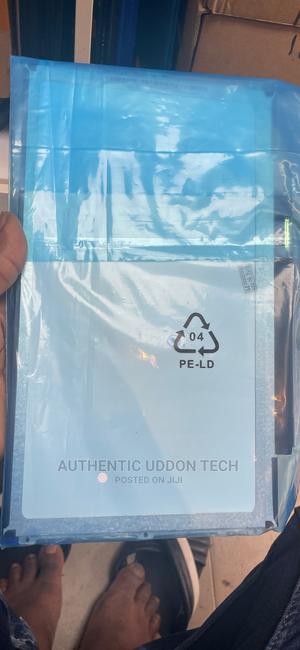 04
PE-LD
AUTHENTIC UDDON TECH
POSTED ON JIJI